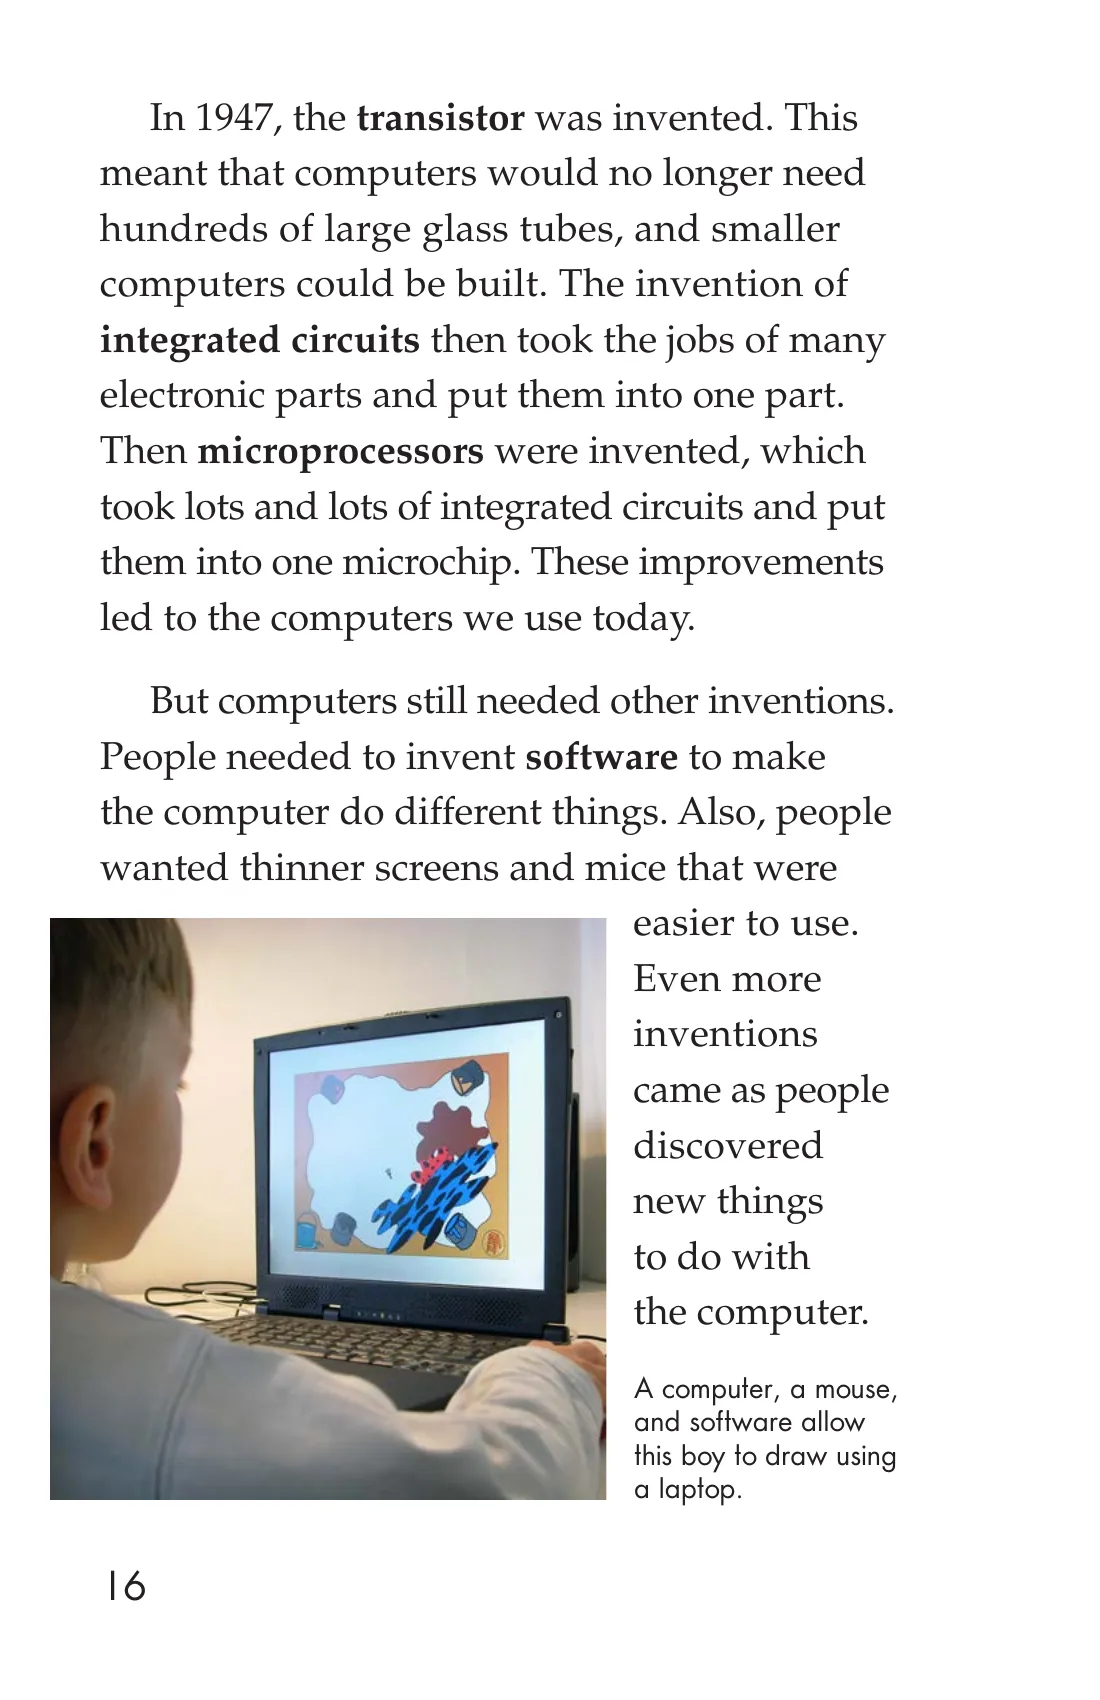 In 1947, the transistor was invented. This
meant that computers would no longer need
hundreds of large glass tubes, and smaller
computers could be built. The invention of
integrated circuits then took the jobs of many
electronic parts and put them into one part.
Then microprocessors were invented, which
took lots and lots of integrated circuits and put
them into one microchip. These improvements
led to the computers we use today.
But computers still needed other inventions.
People needed to invent software to make
the computer do different things. Also, people
wanted thinner screens and mice that were
easier to use.
Even more
inventions
came as people
discovered
new things
to do with
the computer.
A computer, a mouse,
and software allow
this boy to draw using
a laptop.
16